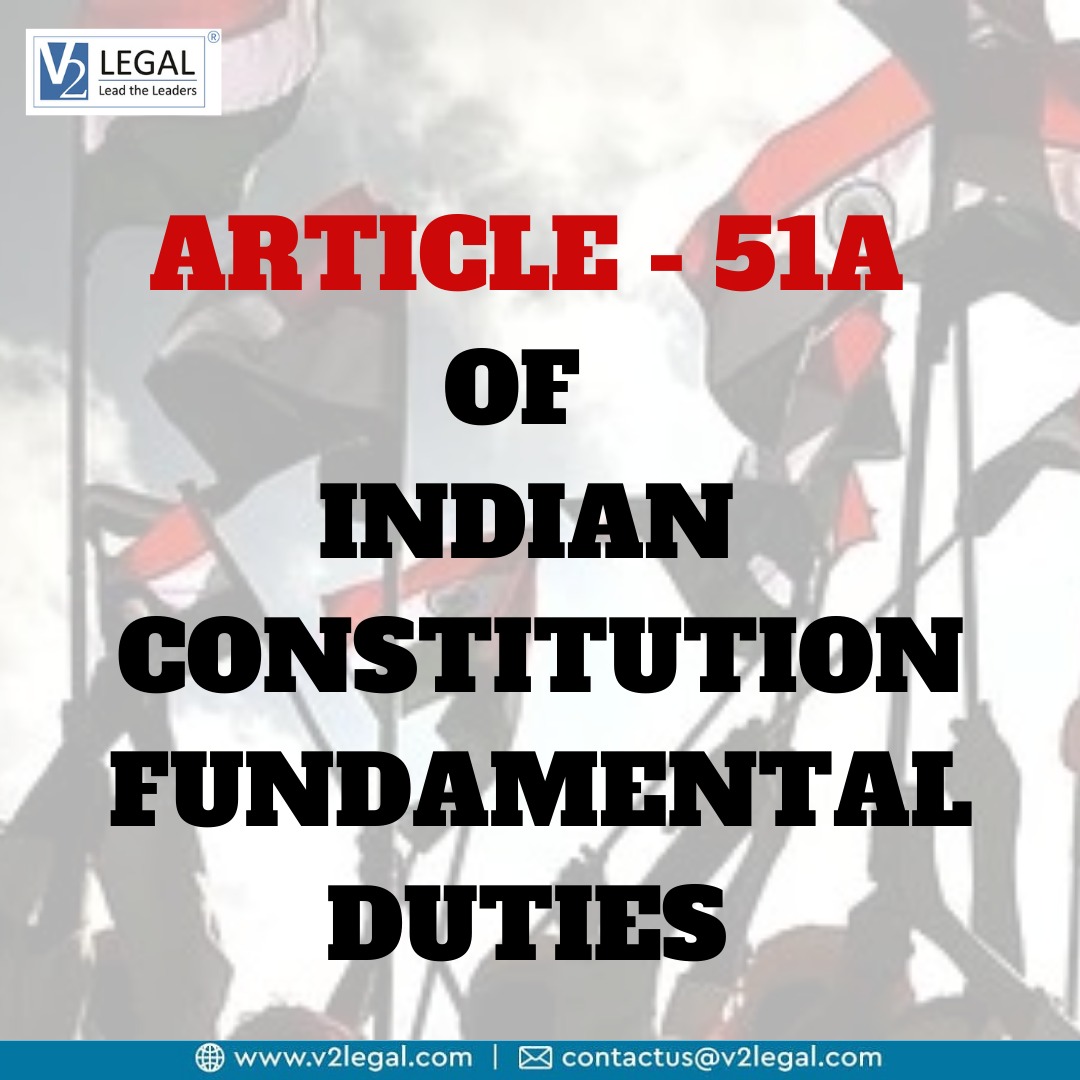 V2 LEGAL ®
Lead the Leaders
ARTICLE - 51A
OF
INDIAN
CONSTITUTION
FUNDAMENTAL
DUTIES
www.v2legal.com | contactus@v2legal.com